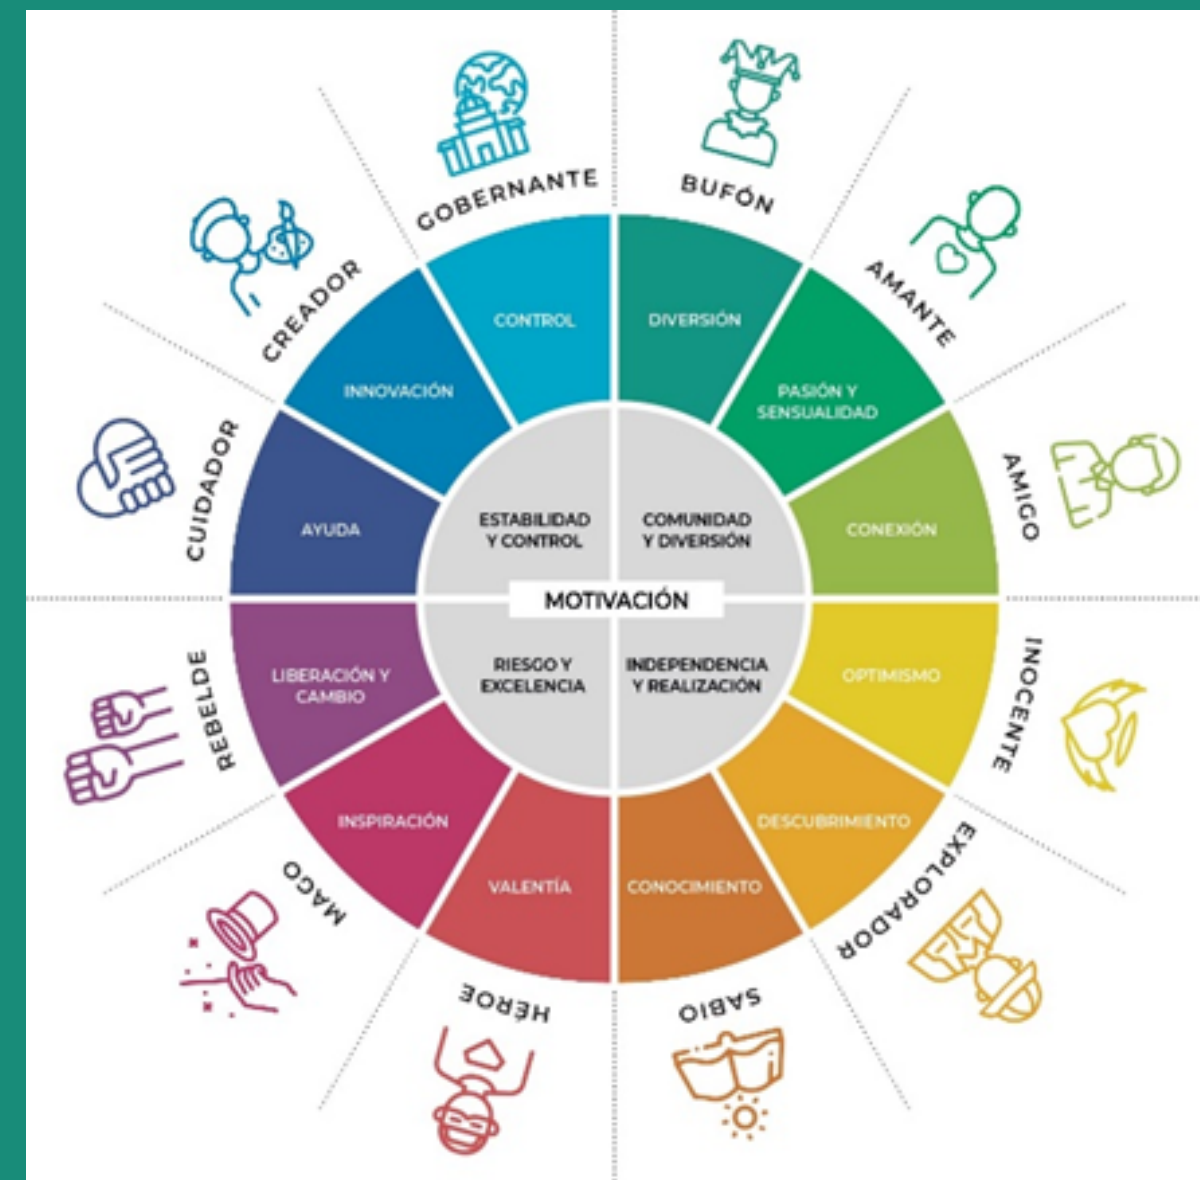 GOBERNANTE
BUFÓN
AMANTE
AMIGO
INOCENTE
EXPLORADOR
SABIO
HÉROE
MAGO
REBELDE
CUIDADOR
CREADOR
CONTROL
DIVERSIÓN
PASIÓN Y
SENSUALIDAD
CONEXIÓN
OPTIMISMO
DESCUBRIMIENTO
CONOCIMIENTO
VALENTÍA
INSPIRACIÓN
LIBERACIÓN Y
CAMBIO
AYUDA
INNOVACIÓN
ESTABILIDAD
Y CONTROL
COMUNIDAD
Y DIVERSIÓN
MOTIVACIÓN
RIESGO Y
EXCELENCIA
INDEPENDENCIA
Y REALIZACIÓN